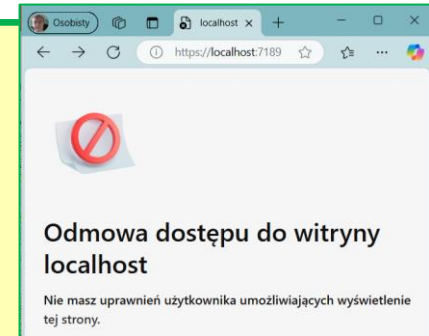 Osobisty
localhost
https://localhost:7189
Odmowa dostępu do witryny
localhost
Nie masz uprawnień użytkownika umożliwiających wyświetlenie
tej strony.